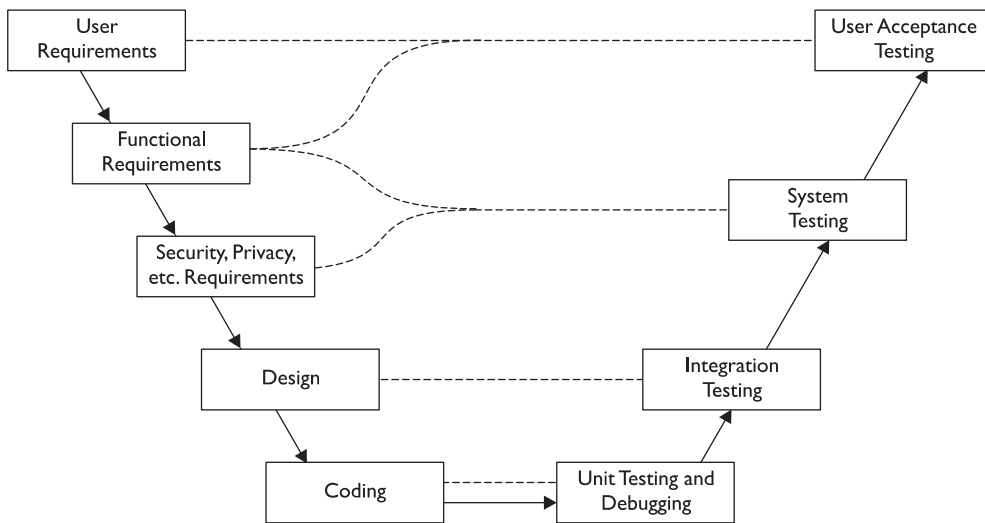 User
Requirements
User Acceptance
Testing
Functional
Requirements
System
Testing
Security, Privacy,
etc. Requirements
Design
Integration
Testing
Coding
Unit Testing and
Debugging